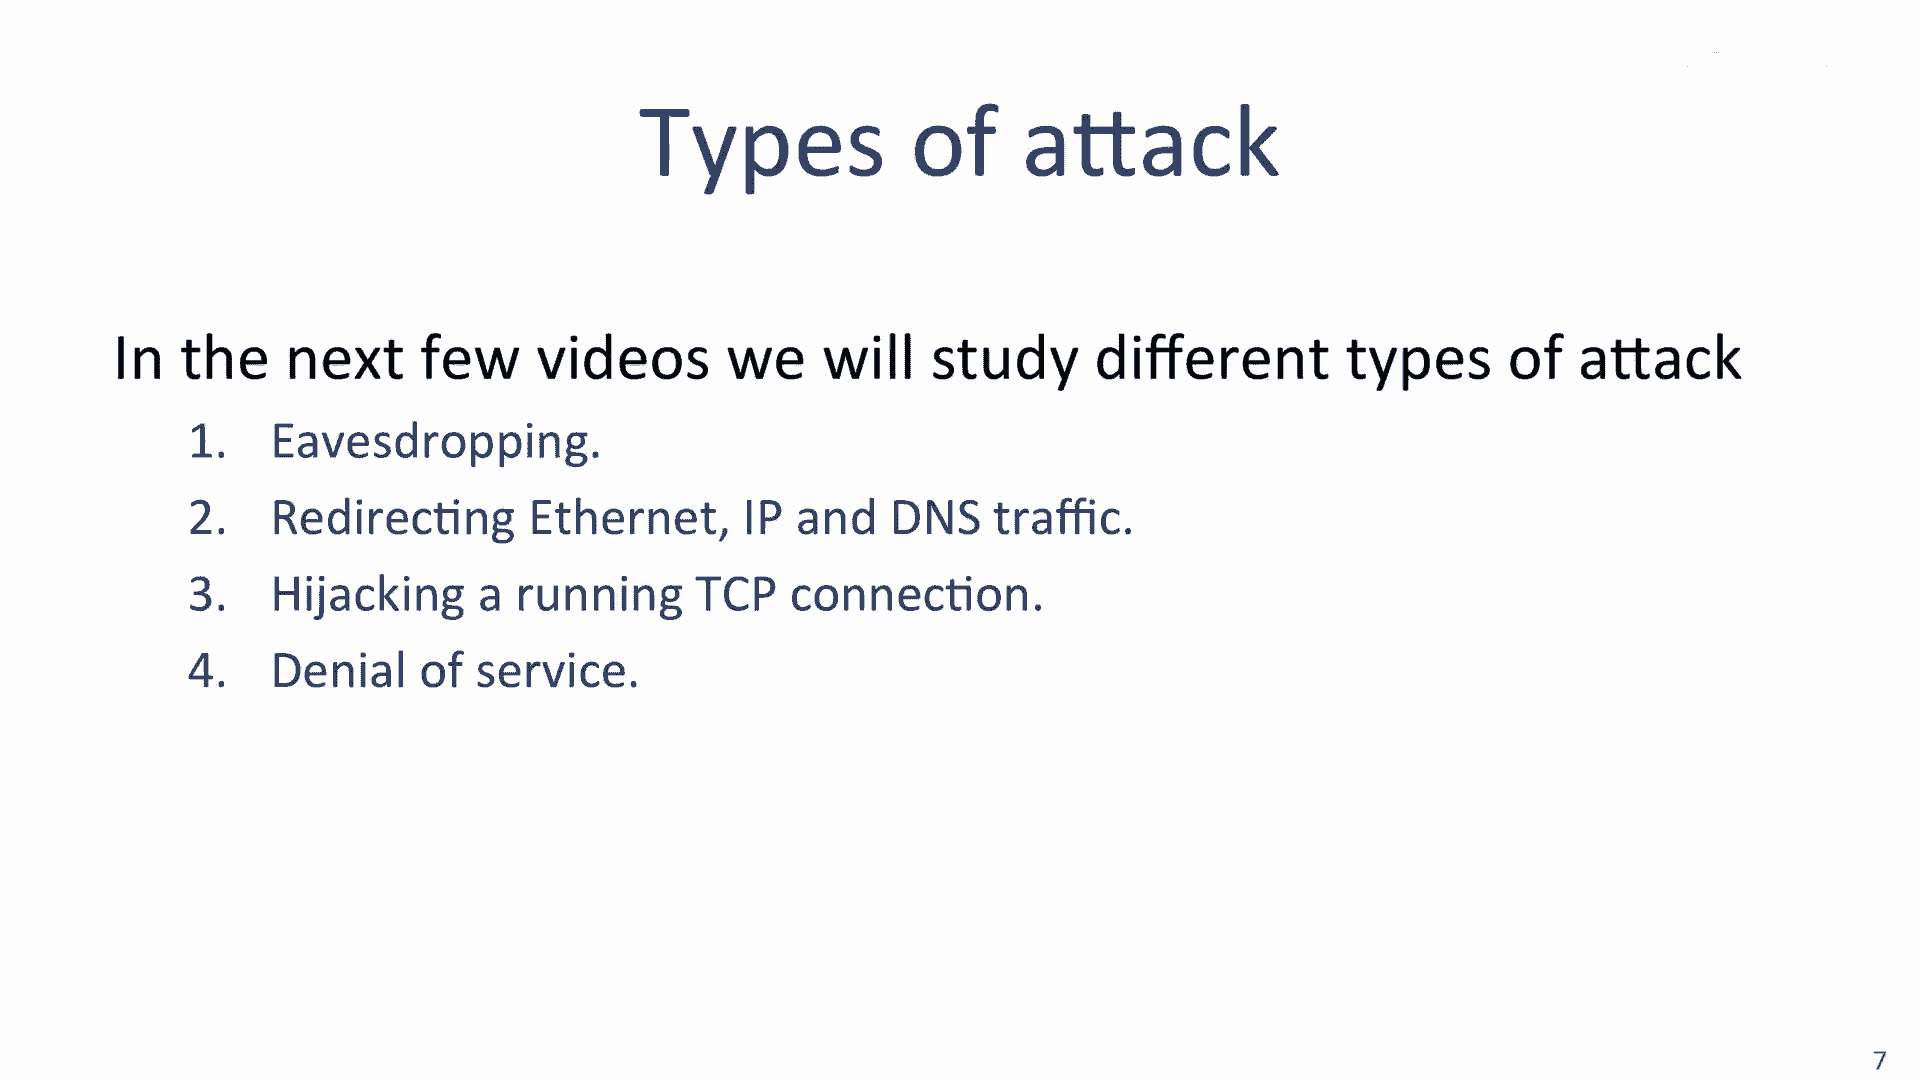 Types of attack
In the next few videos we will study different types of attack
1. Eavesdropping.
2. Redirecting Ethernet, IP and DNS traffic.
3. Hijacking a running TCP connection.
4. Denial of service.
7